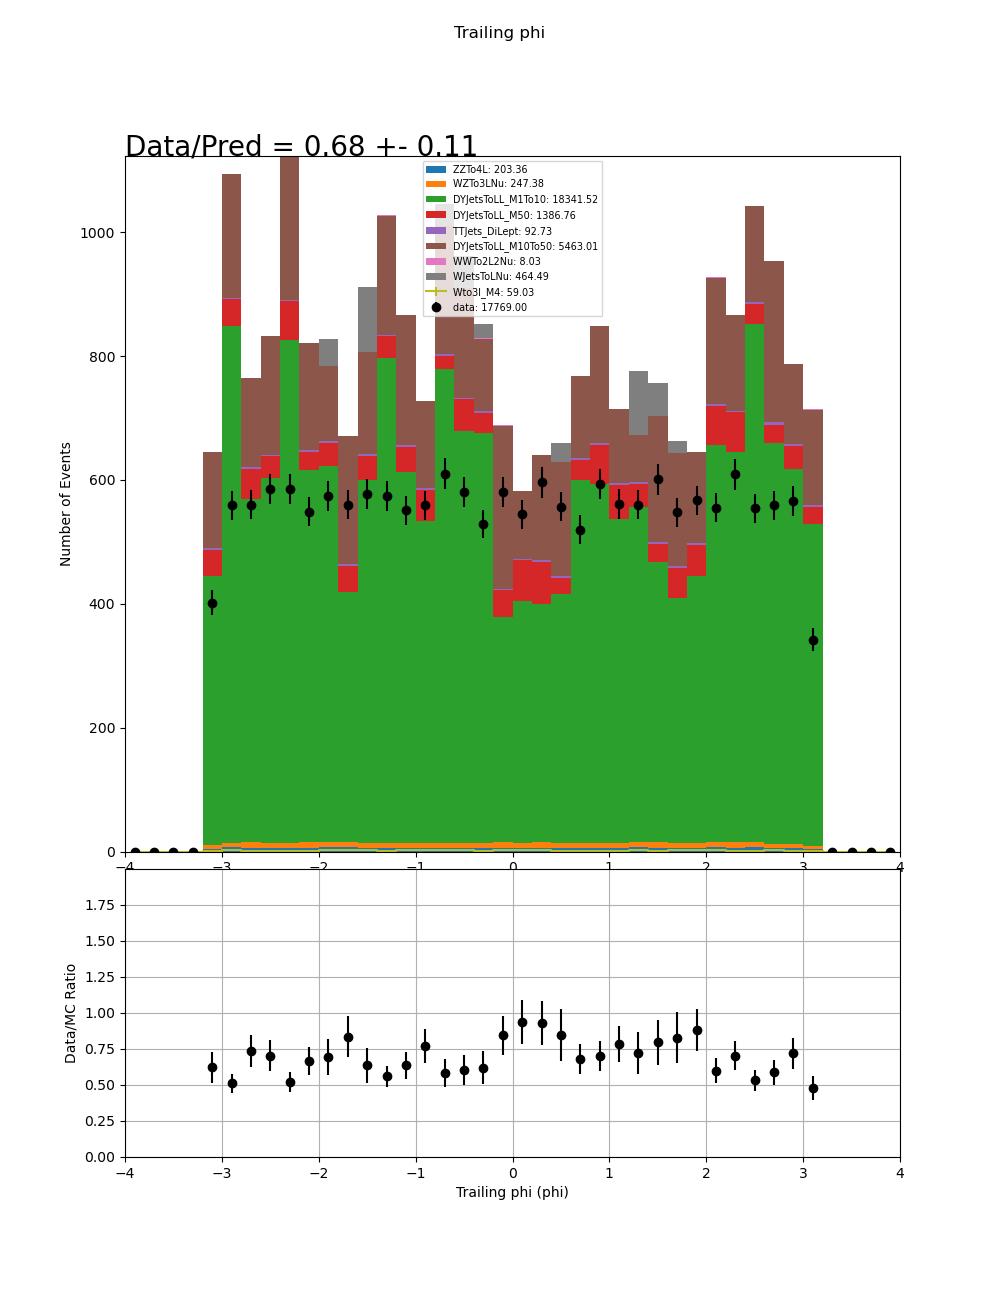 Trailing phi
Data/Pred = 0.68 +- 0.11
ZZTo4L: 203.36
WZTo3LNu: 247.38
DYJetsToLL_M1To10: 18341.52
DYJetsToLL_M50: 1386.76
TTJets_DiLept: 92.73
DYJetsToLL_M10To50: 5463.01
WWTo2L2Nu: 8.03
WJetsToLNu: 464.49
Wto3l_M4: 59.03
data: 17769.00
Number of Events
1000
800
600
400
200
0
−4 −3 −2 −1 0 1 2 3 4
Data/MC Ratio
1.75
1.50
1.25
1.00
0.75
0.50
0.25
0.00
−4 −3 −2 −1 0 1 2 3 4
Trailing phi (phi)